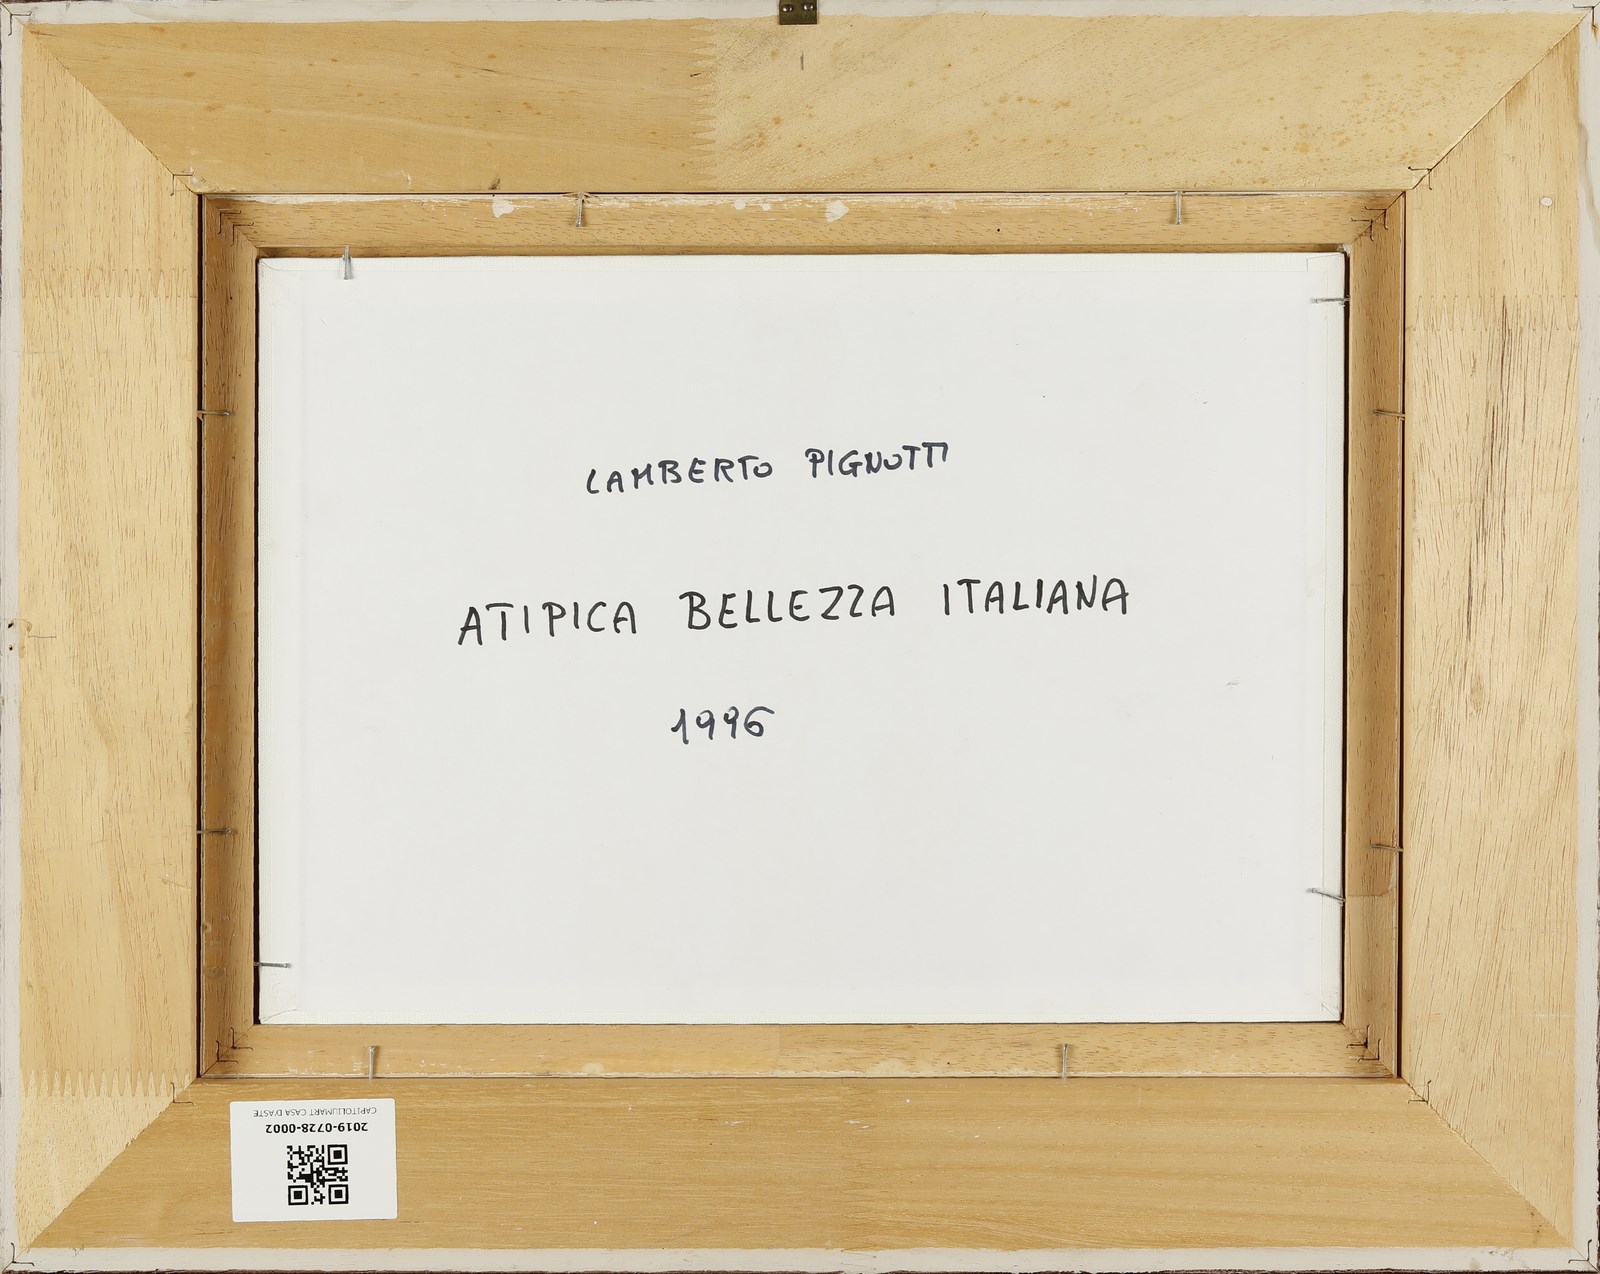 LAMBERTO PIGNOTTI
ATIPICA BELLEZZA ITALIANA
1996
CAPITOLIUMART CASA D'ASTE
2019-0728-0002